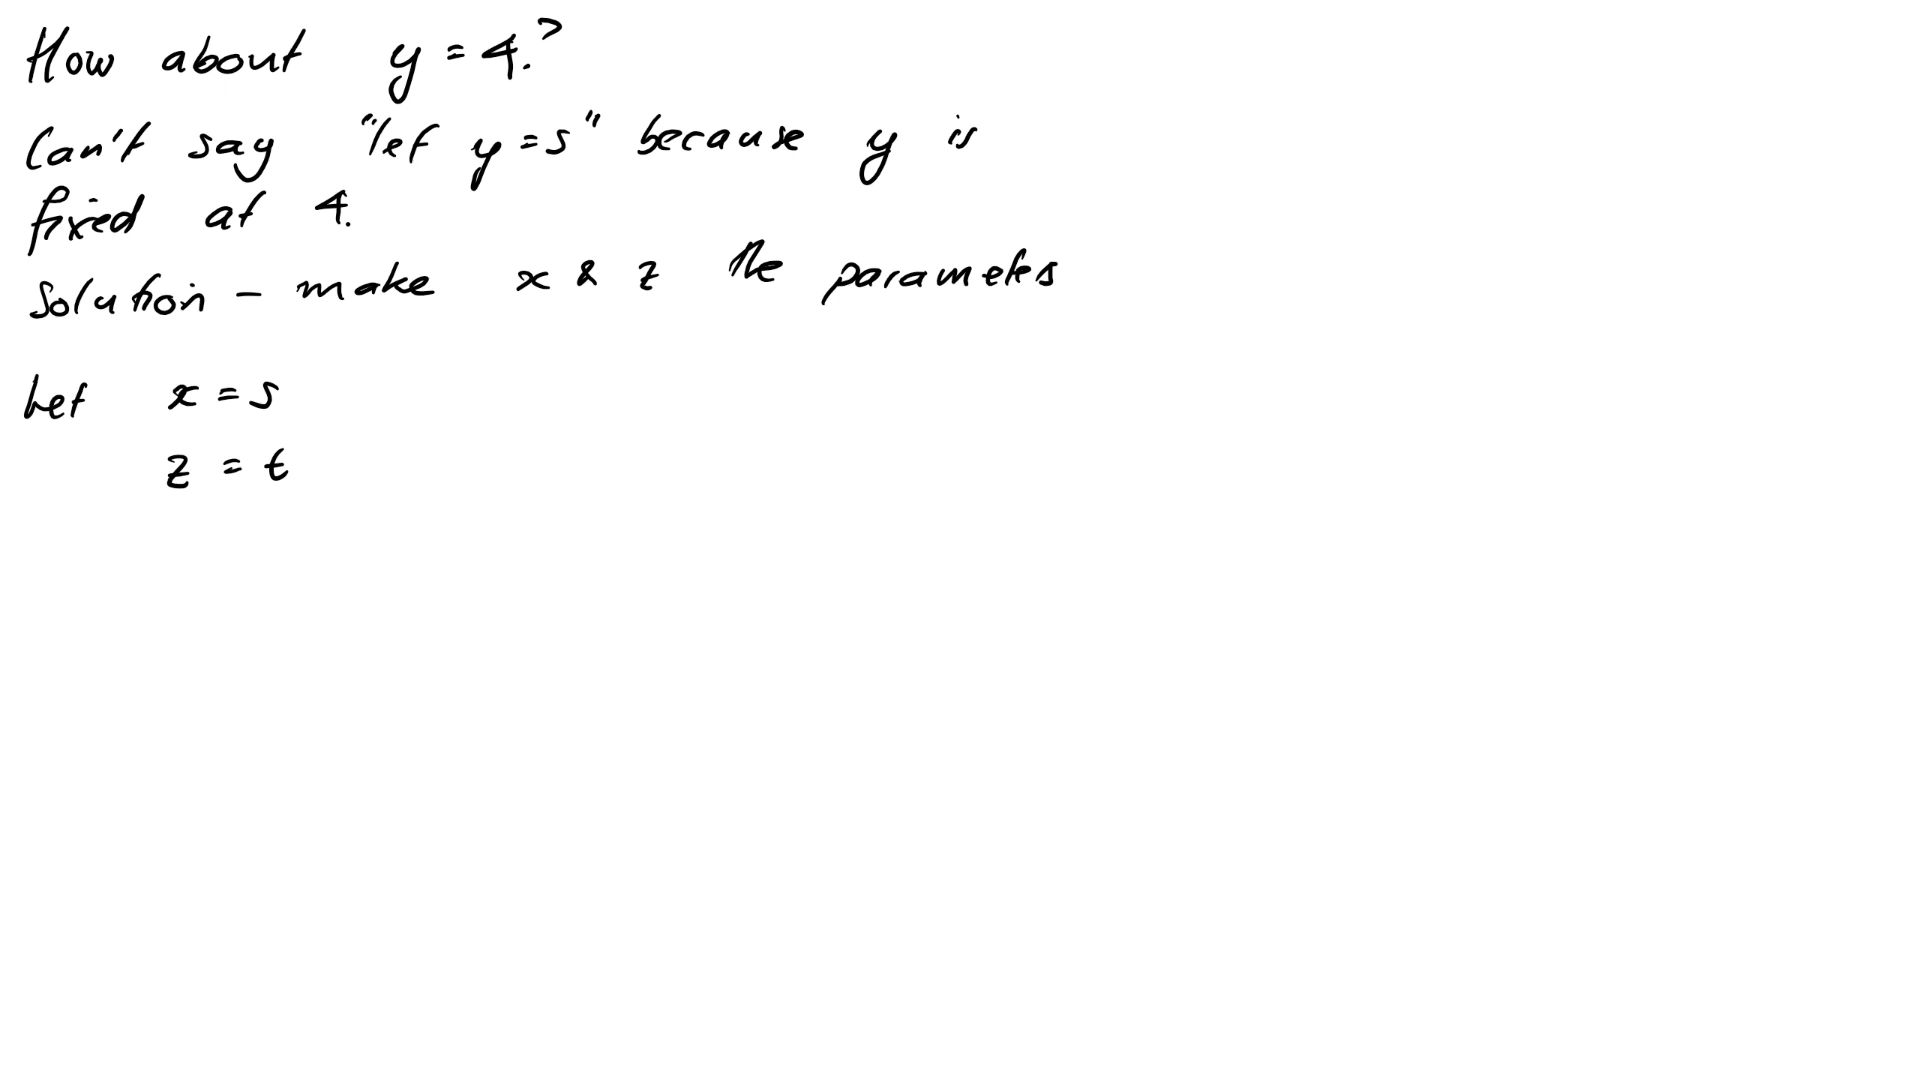 How about y = 4.?
Can't say "let y = s" because y is
fixed at 4.
Solution - make x & z the parameters
Let x = s
z = t